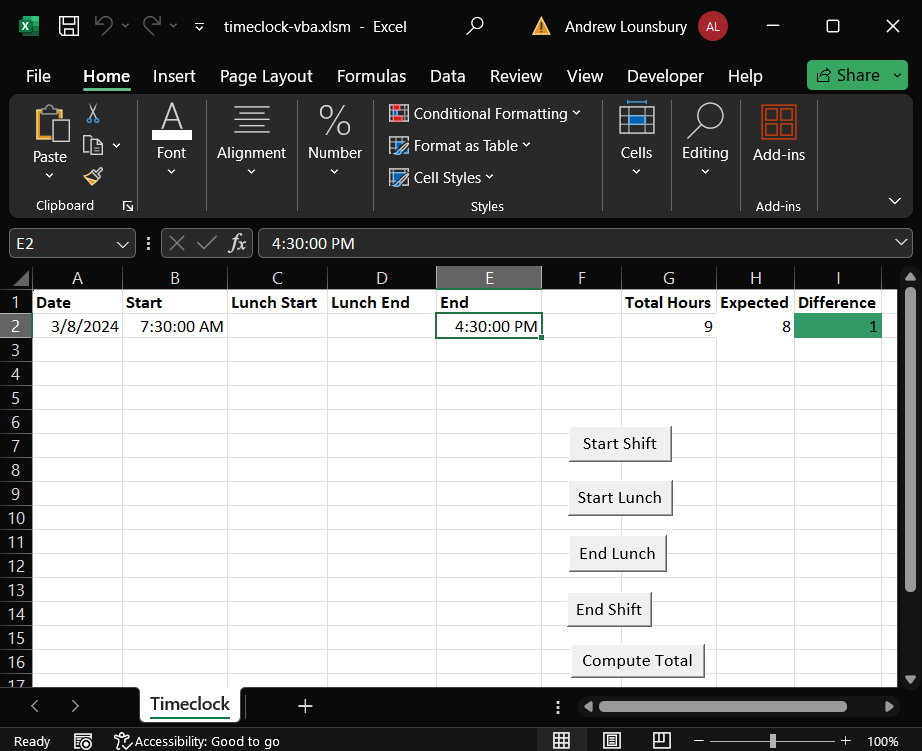 timeclock-vba.xlsm - Excel Andrew Lounsbury AL
File Home Insert Page Layout Formulas Data Review View Developer Help Share
Paste Font Alignment Number Conditional Formatting Cells Editing Add-ins
Format as Table
Cell Styles
Clipboard Styles Add-ins
E2 fx 4:30:00 PM
A B C D E F G H I
1 Date Start Lunch Start Lunch End End Total Hours Expected Difference
2 3/8/2024 7:30:00 AM 4:30:00 PM 9 8 1
3
4
5
6
7 Start Shift
8
9 Start Lunch
10
11
12 End Lunch
13
14 End Shift
15
16 Compute Total
17
Timeclock +
Ready Accessibility: Good to go - + 100%